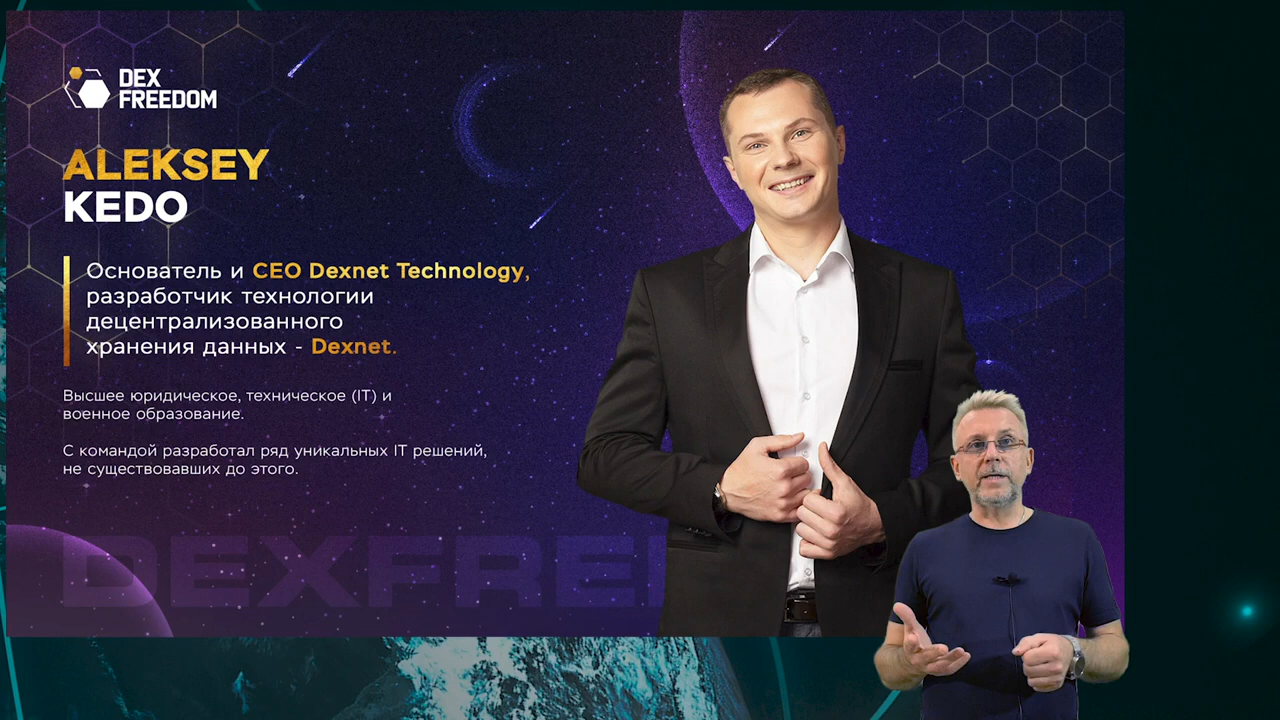 DEX
FREEDOM
ALEKSEY
KEDO
Основатель и CEO Dexnet Technology,
разработчик технологии
децентрализованного
хранения данных - Dexnet.
Высшее юридическое, техническое (IT) и
военное образование.
С командой разработал ряд уникальных IT решений,
не существовавших до этого.
DEXFREE